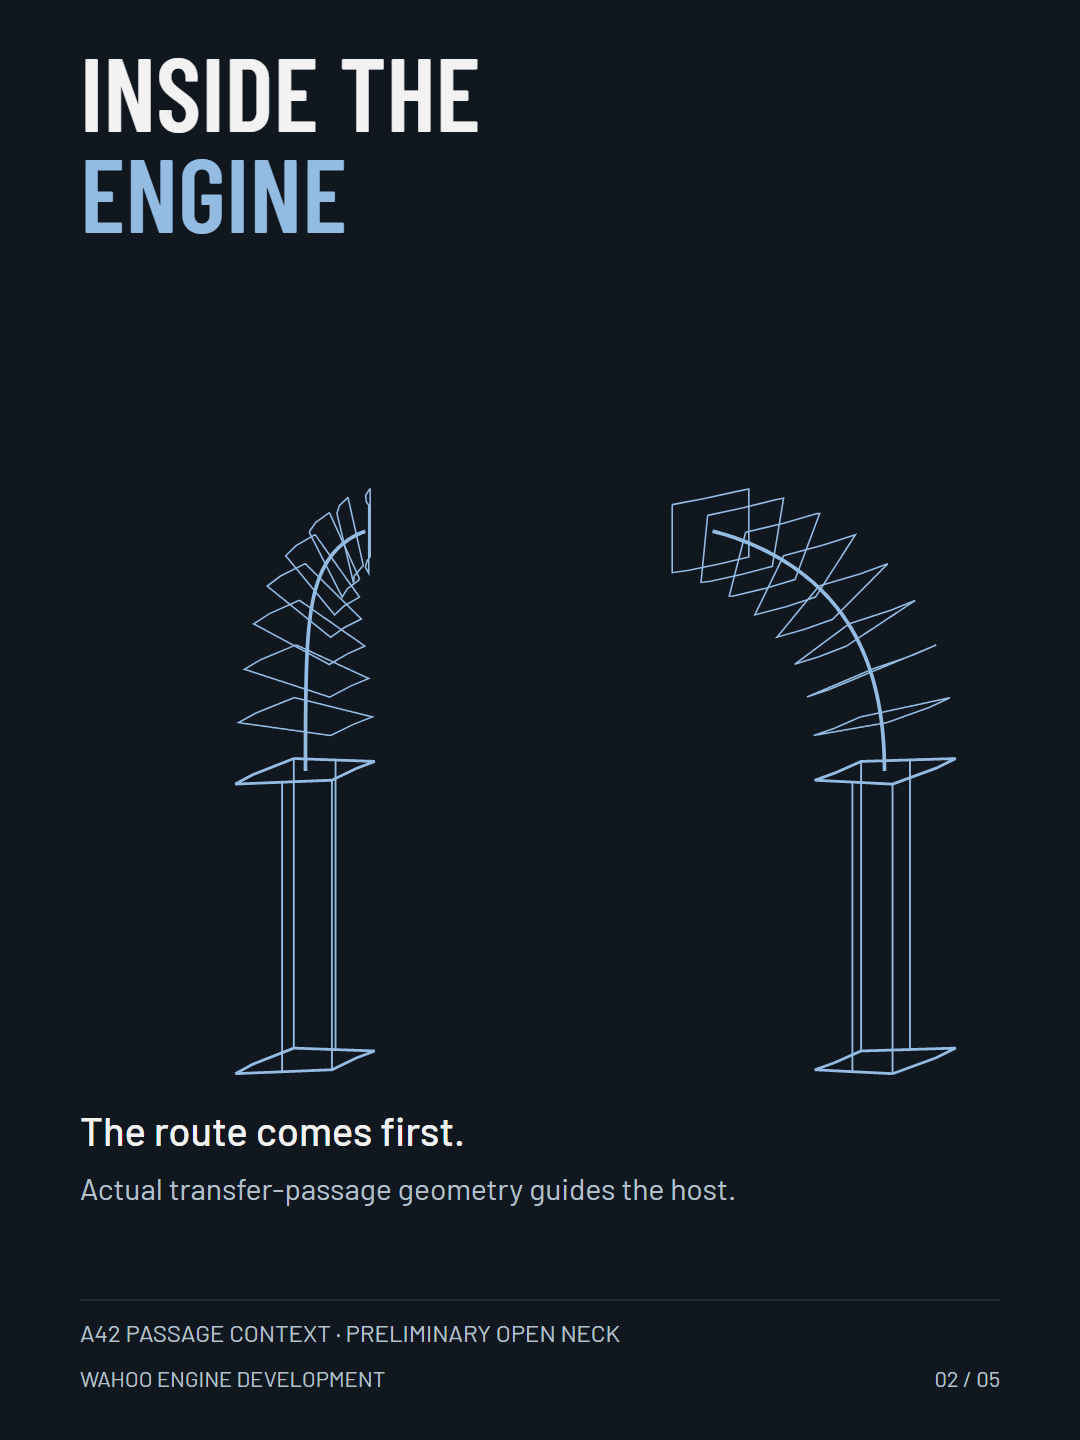 INSIDE THE
ENGINE
The route comes first.
Actual transfer-passage geometry guides the host.
A42 PASSAGE CONTEXT · PRELIMINARY OPEN NECK
WAHOO ENGINE DEVELOPMENT
02 / 05